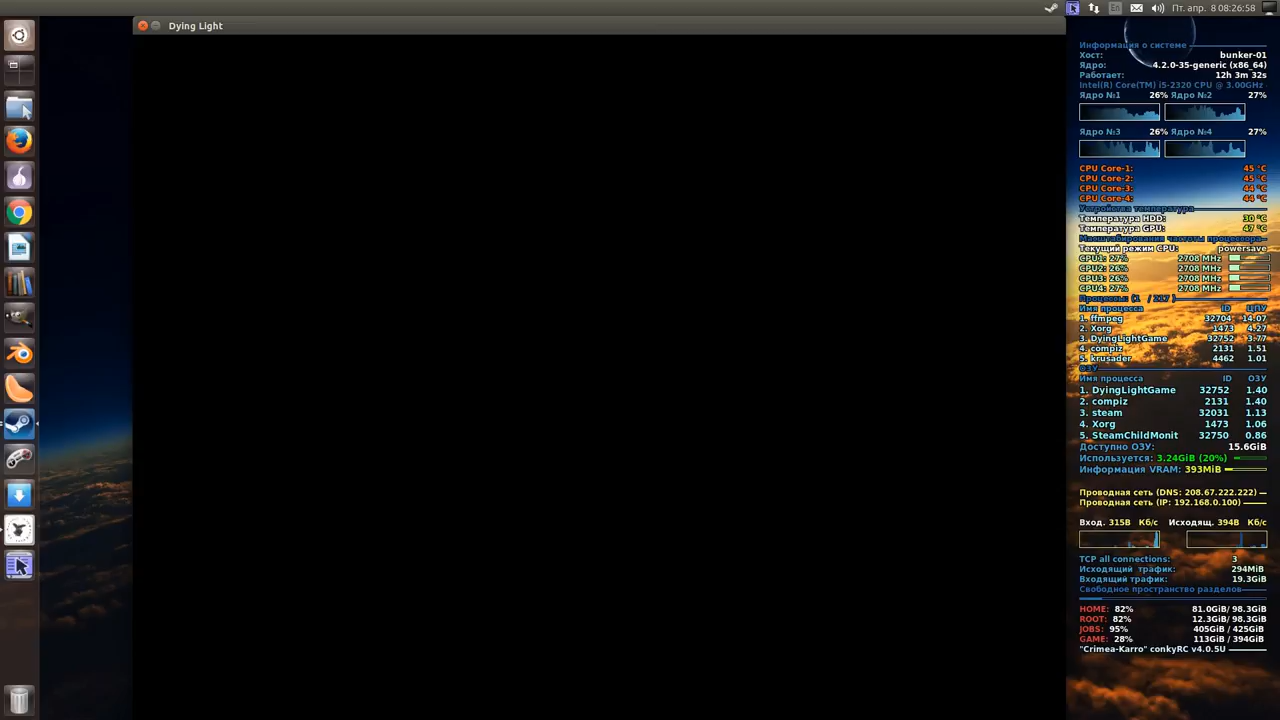 Dying Light
En
Пт. апр. 8 08:26:58
Информация о системе
Хост: bunker-01
Ядро: 4.2.0-35-generic (x86_64)
Работает: 12h 3m 32s
Intel(R) Core(TM) i5-2320 CPU @ 3.00GHz
Ядро №1 26% Ядро №2 27%
Ядро №3 26% Ядро №4 27%
CPU Core-1: 45 °C
CPU Core-2: 45 °C
CPU Core-3: 44 °C
CPU Core-4: 44 °C
Устройства температура
Температура HDD: 30 °C
Температура GPU: 47 °C
Масштабирования частоты процессора
Текущий режим CPU: powersave
CPU1: 27% 2708 MHz
CPU2: 26% 2708 MHz
CPU3: 26% 2708 MHz
CPU4: 27% 2708 MHz
Процессы: (1 / 217 )
Имя процесса ID ЦПУ
1. ffmpeg 32704 14.07
2. Xorg 1473 4.27
3. DyingLightGame 32752 3.77
4. compiz 2131 1.51
5. krusader 4462 1.01
ОЗУ
Имя процесса ID ОЗУ
1. DyingLightGame 32752 1.40
2. compiz 2131 1.40
3. steam 32031 1.13
4. Xorg 1473 1.06
5. SteamChildMonit 32750 0.86
Доступно ОЗУ: 15.6GiB
Используется: 3.24GiB (20%)
Информация VRAM: 393MiB
Проводная сеть (DNS: 208.67.222.222)
Проводная сеть (IP: 192.168.0.100)
Вход. 315B Кб/с Исходящ. 394B Кб/с
TCP all connections: 3
Исходящий трафик: 294MiB
Входящий трафик: 19.3GiB
Свободное пространство разделов
HOME: 82% 81.0GiB/ 98.3GiB
ROOT: 82% 12.3GiB/ 98.3GiB
JOBS: 95% 405GiB / 425GiB
GAME: 28% 113GiB / 394GiB
"Crimea-Karro" conkyRC v4.0.5U